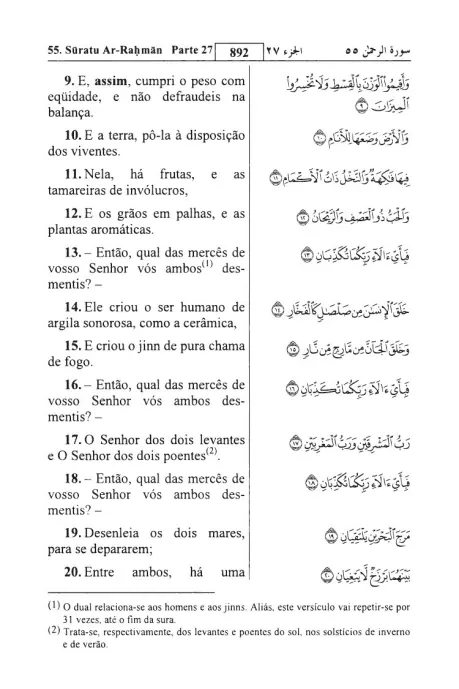 55. Sūratu Ar-Raḥmān Parte 27 892 الجزء ٢٧ سورة الرحمن ٥٥
9. E, assim, cumpri o peso com
eqüidade, e não defraudeis na
balança.
وَأَقِيمُوا۟ ٱلْوَزْنَ بِٱلْقِسْطِ وَلَا تُخْسِرُوا۟
ٱلْمِيزَانَ ٩
10. E a terra, pô-la à disposição
dos viventes.
وَٱلْأَرْضَ وَضَعَهَا لِلْأَنَامِ ١٠
11. Nela, há frutas, e as
tamareiras de invólucros,
فِيهَا فَٰكِهَةٌ وَٱلنَّخْلُ ذَاتُ ٱلْأَكْمَامِ ١١
12. E os grãos em palhas, e as
plantas aromáticas.
وَٱلْحَبُّ ذُو ٱلْعَصْفِ وَٱلرَّيْحَانُ ١٢
13. – Então, qual das mercês de
vosso Senhor vós ambos(1) des-
mentis? –
فَبِأَىِّ ءَالَآءِ رَبِّكُمَا تُكَذِّبَانِ ١٣
14. Ele criou o ser humano de
argila sonorosa, como a cerâmica,
خَلَقَ ٱلْإِنسَٰنَ مِن صَلْصَٰلٍ كَٱلْفَخَّارِ ١٤
15. E criou o jinn de pura chama
de fogo.
وَخَلَقَ ٱلْجَآنَّ مِن مَّارِجٍ مِّن نَّارٍ ١٥
16. – Então, qual das mercês de
vosso Senhor vós ambos des-
mentis? –
فَبِأَىِّ ءَالَآءِ رَبِّكُمَا تُكَذِّبَانِ ١٦
17. O Senhor dos dois levantes
e O Senhor dos dois poentes(2).
رَبُّ ٱلْمَشْرِقَيْنِ وَرَبُّ ٱلْمَغْرِبَيْنِ ١٧
18. – Então, qual das mercês de
vosso Senhor vós ambos des-
mentis? –
فَبِأَىِّ ءَالَآءِ رَبِّكُمَا تُكَذِّبَانِ ١٨
19. Desenleia os dois mares,
para se depararem;
مَرَجَ ٱلْبَحْرَيْنِ يَلْتَقِيَانِ ١٩
20. Entre ambos, há uma
بَيْنَهُمَا بَرْزَخٌ لَّا يَبْغِيَانِ ٢٠
(1) O dual relaciona-se aos homens e aos jinns. Aliás, este versículo vai repetir-se por
31 vezes, até o fim da sura.
(2) Trata-se, respectivamente, dos levantes e poentes do sol, nos solstícios de inverno
e de verão.